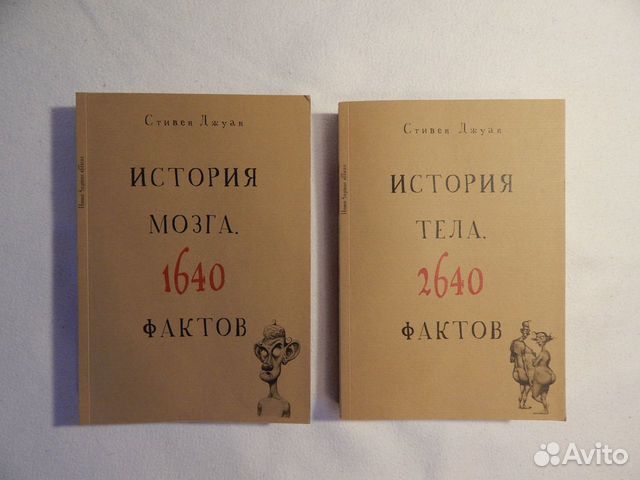 Стивен Джуан
ИСТОРИЯ
МОЗГА.
1640
ФАКТОВ
Стивен Джуан
ИСТОРИЯ
ТЕЛА.
2640
ФАКТОВ
Avito